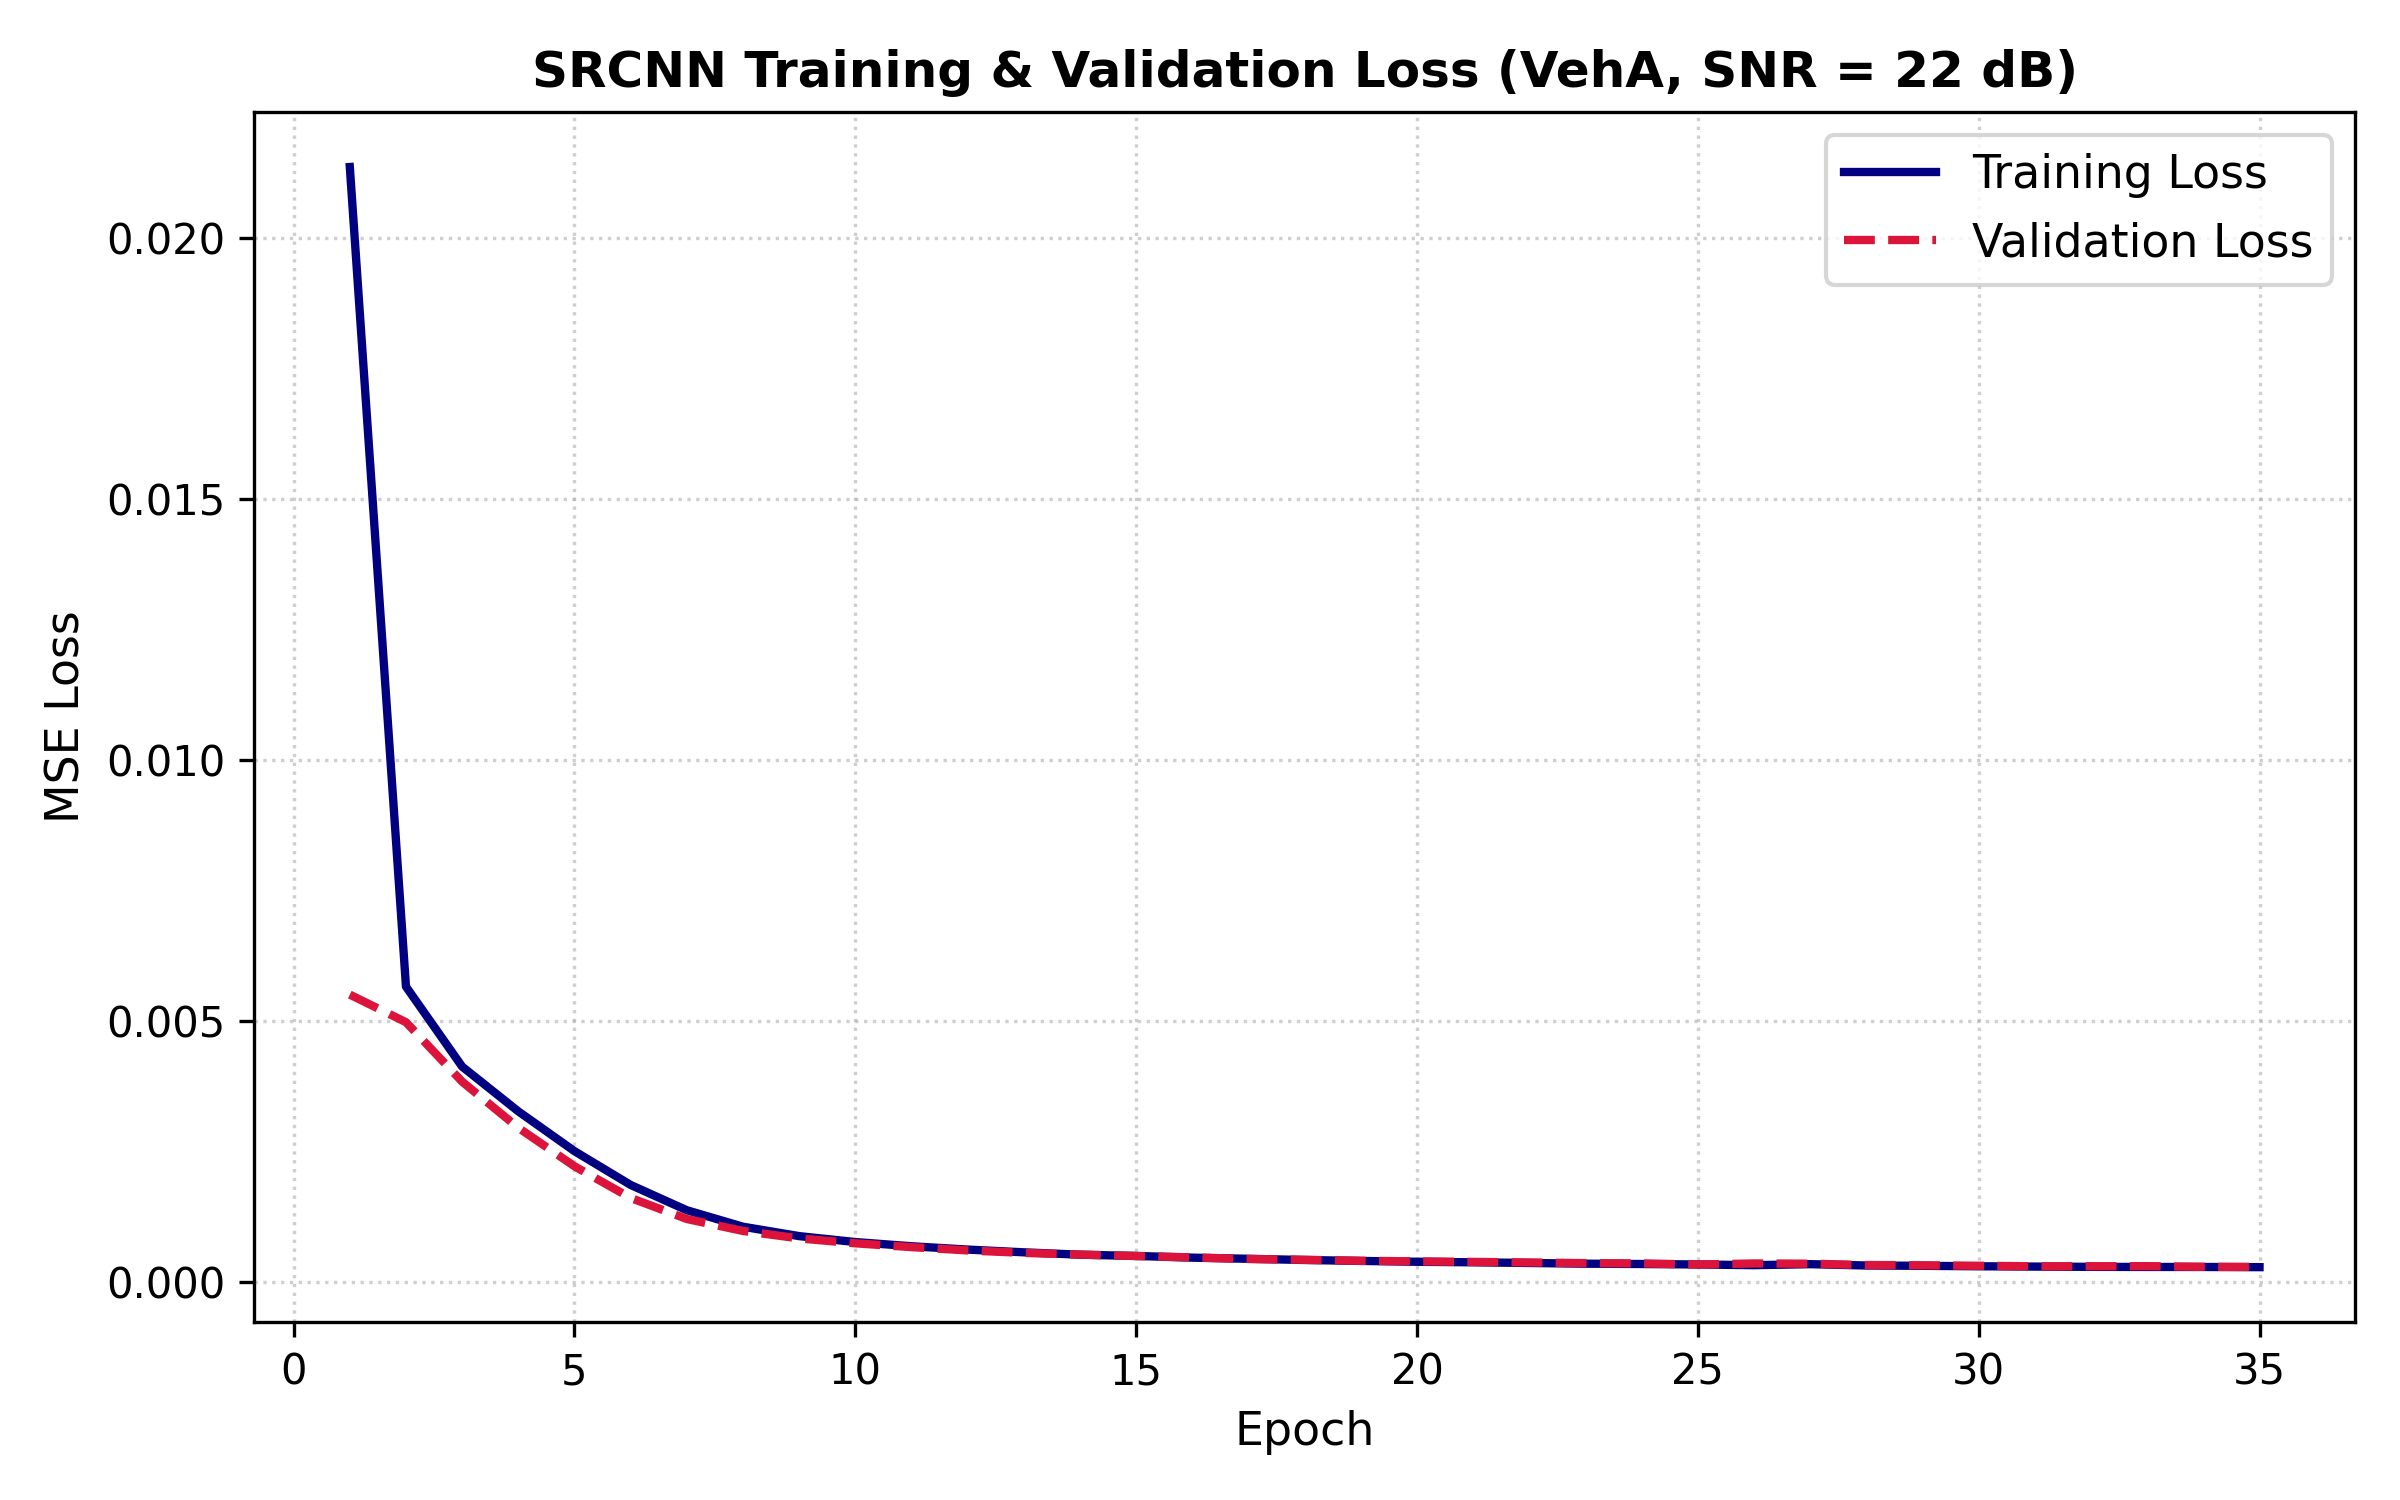 SRCNN Training & Validation Loss (VehA, SNR = 22 dB)
Training Loss
Validation Loss
0.020
0.015
0.010
0.005
0.000
MSE Loss
0 5 10 15 20 25 30 35
Epoch